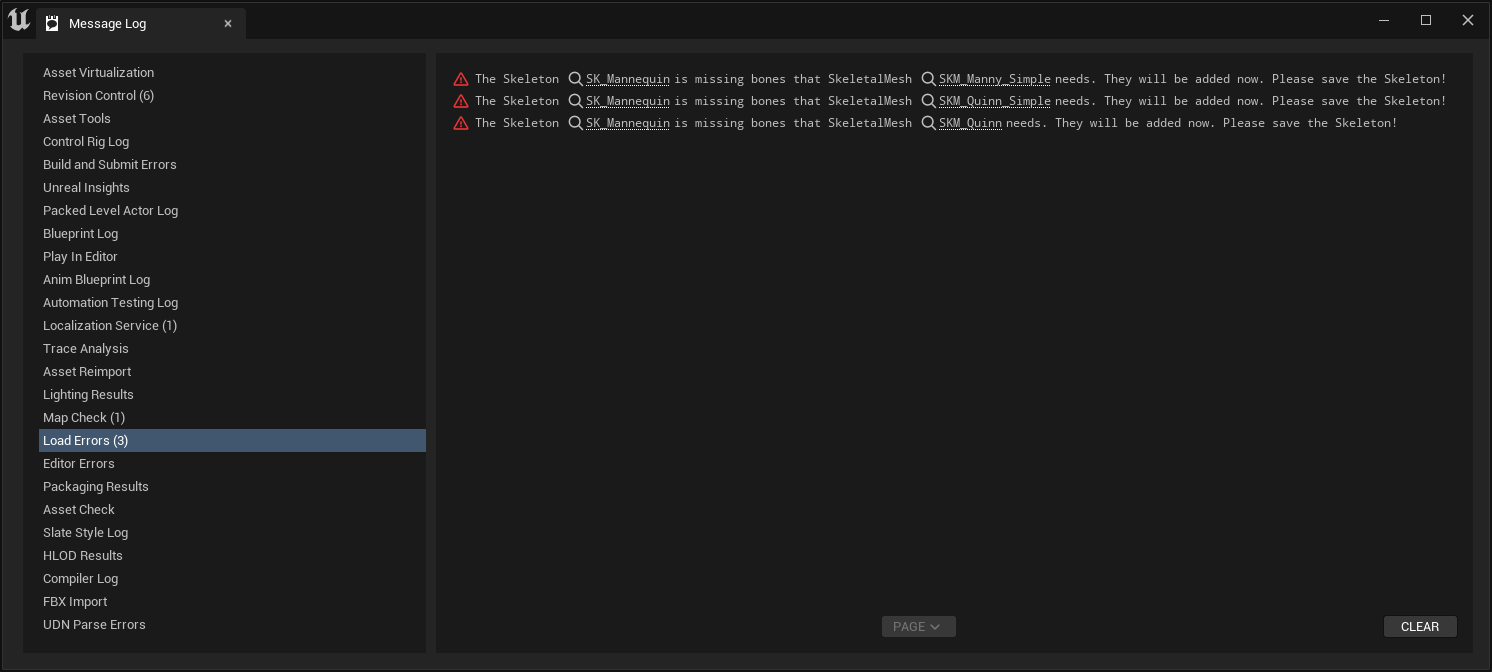 Message Log
Asset Virtualization
Revision Control (6)
Asset Tools
Control Rig Log
Build and Submit Errors
Unreal Insights
Packed Level Actor Log
Blueprint Log
Play In Editor
Anim Blueprint Log
Automation Testing Log
Localization Service (1)
Trace Analysis
Asset Reimport
Lighting Results
Map Check (1)
Load Errors (3)
Editor Errors
Packaging Results
Asset Check
Slate Style Log
HLOD Results
Compiler Log
FBX Import
UDN Parse Errors
The Skeleton SK_Mannequin is missing bones that SkeletalMesh SKM_Manny_Simple needs. They will be added now. Please save the Skeleton!
The Skeleton SK_Mannequin is missing bones that SkeletalMesh SKM_Quinn_Simple needs. They will be added now. Please save the Skeleton!
The Skeleton SK_Mannequin is missing bones that SkeletalMesh SKM_Quinn needs. They will be added now. Please save the Skeleton!
PAGE
CLEAR